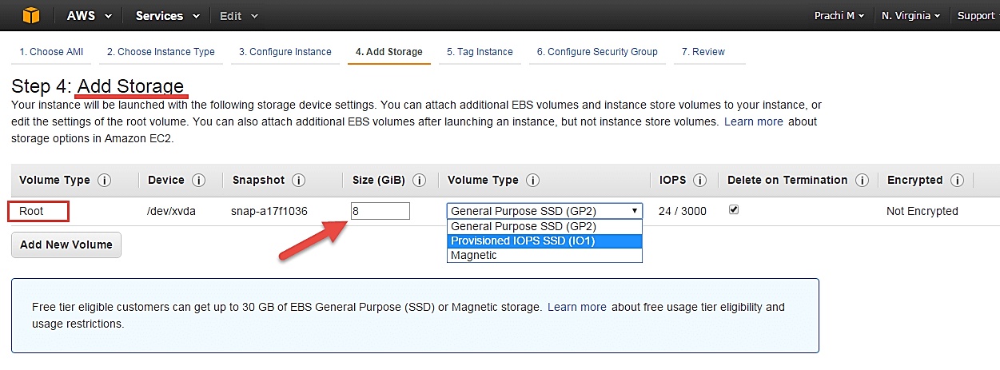 AWS Services Edit Prachi M N. Virginia Support
1. Choose AMI 2. Choose Instance Type 3. Configure Instance 4. Add Storage 5. Tag Instance 6. Configure Security Group 7. Review
Step 4: Add Storage
Your instance will be launched with the following storage device settings. You can attach additional EBS volumes and instance store volumes to your instance, or
edit the settings of the root volume. You can also attach additional EBS volumes after launching an instance, but not instance store volumes. Learn more about
storage options in Amazon EC2.
Volume Type i Device i Snapshot i Size (GiB) i Volume Type i IOPS i Delete on Termination i Encrypted i
Root /dev/xvda snap-a17f1036 8 General Purpose SSD (GP2) 24 / 3000 Not Encrypted
General Purpose SSD (GP2)
Provisioned IOPS SSD (IO1)
Magnetic
Add New Volume
Free tier eligible customers can get up to 30 GB of EBS General Purpose (SSD) or Magnetic storage. Learn more about free usage tier eligibility and
usage restrictions.